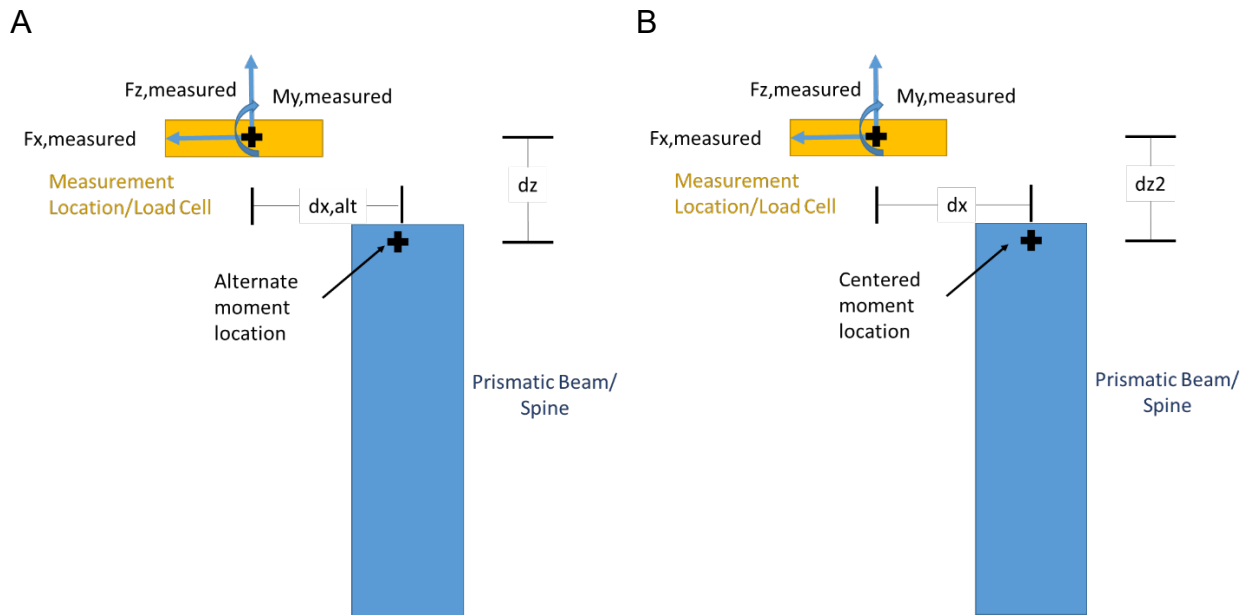 A
Fz,measured
My,measured
Fx,measured
Measurement
Location/Load Cell
dx,alt
dz
Alternate
moment
location
Prismatic Beam/
Spine
B
Fz,measured
My,measured
Fx,measured
Measurement
Location/Load Cell
dx
dz2
Centered
moment
location
Prismatic Beam/
Spine